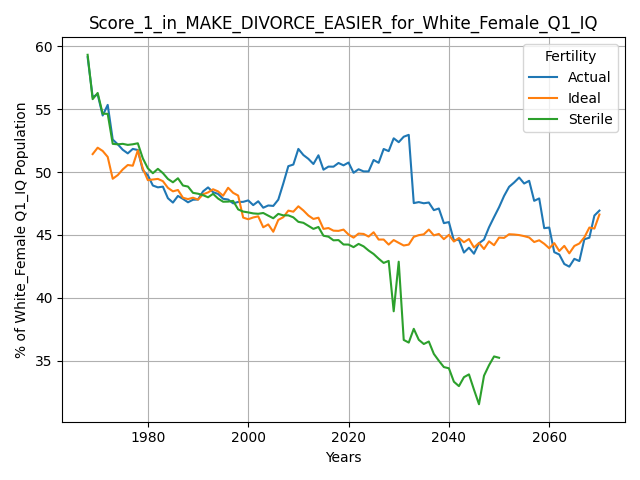 Score_1_in_MAKE_DIVORCE_EASIER_for_White_Female_Q1_IQ
% of White_Female Q1_IQ Population
60
55
50
45
40
35
Fertility
Actual
Ideal
Sterile
1980 2000 2020 2040 2060
Years